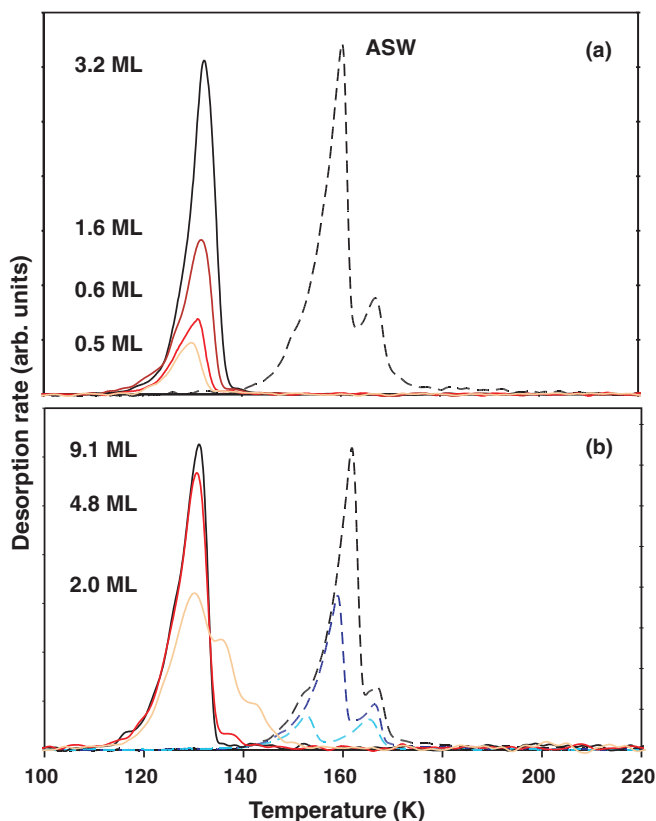 ASW
(a)
3.2 ML
1.6 ML
0.6 ML
0.5 ML
Desorption rate (arb. units)
(b)
9.1 ML
4.8 ML
2.0 ML
100 120 140 160 180 200 220
Temperature (K)